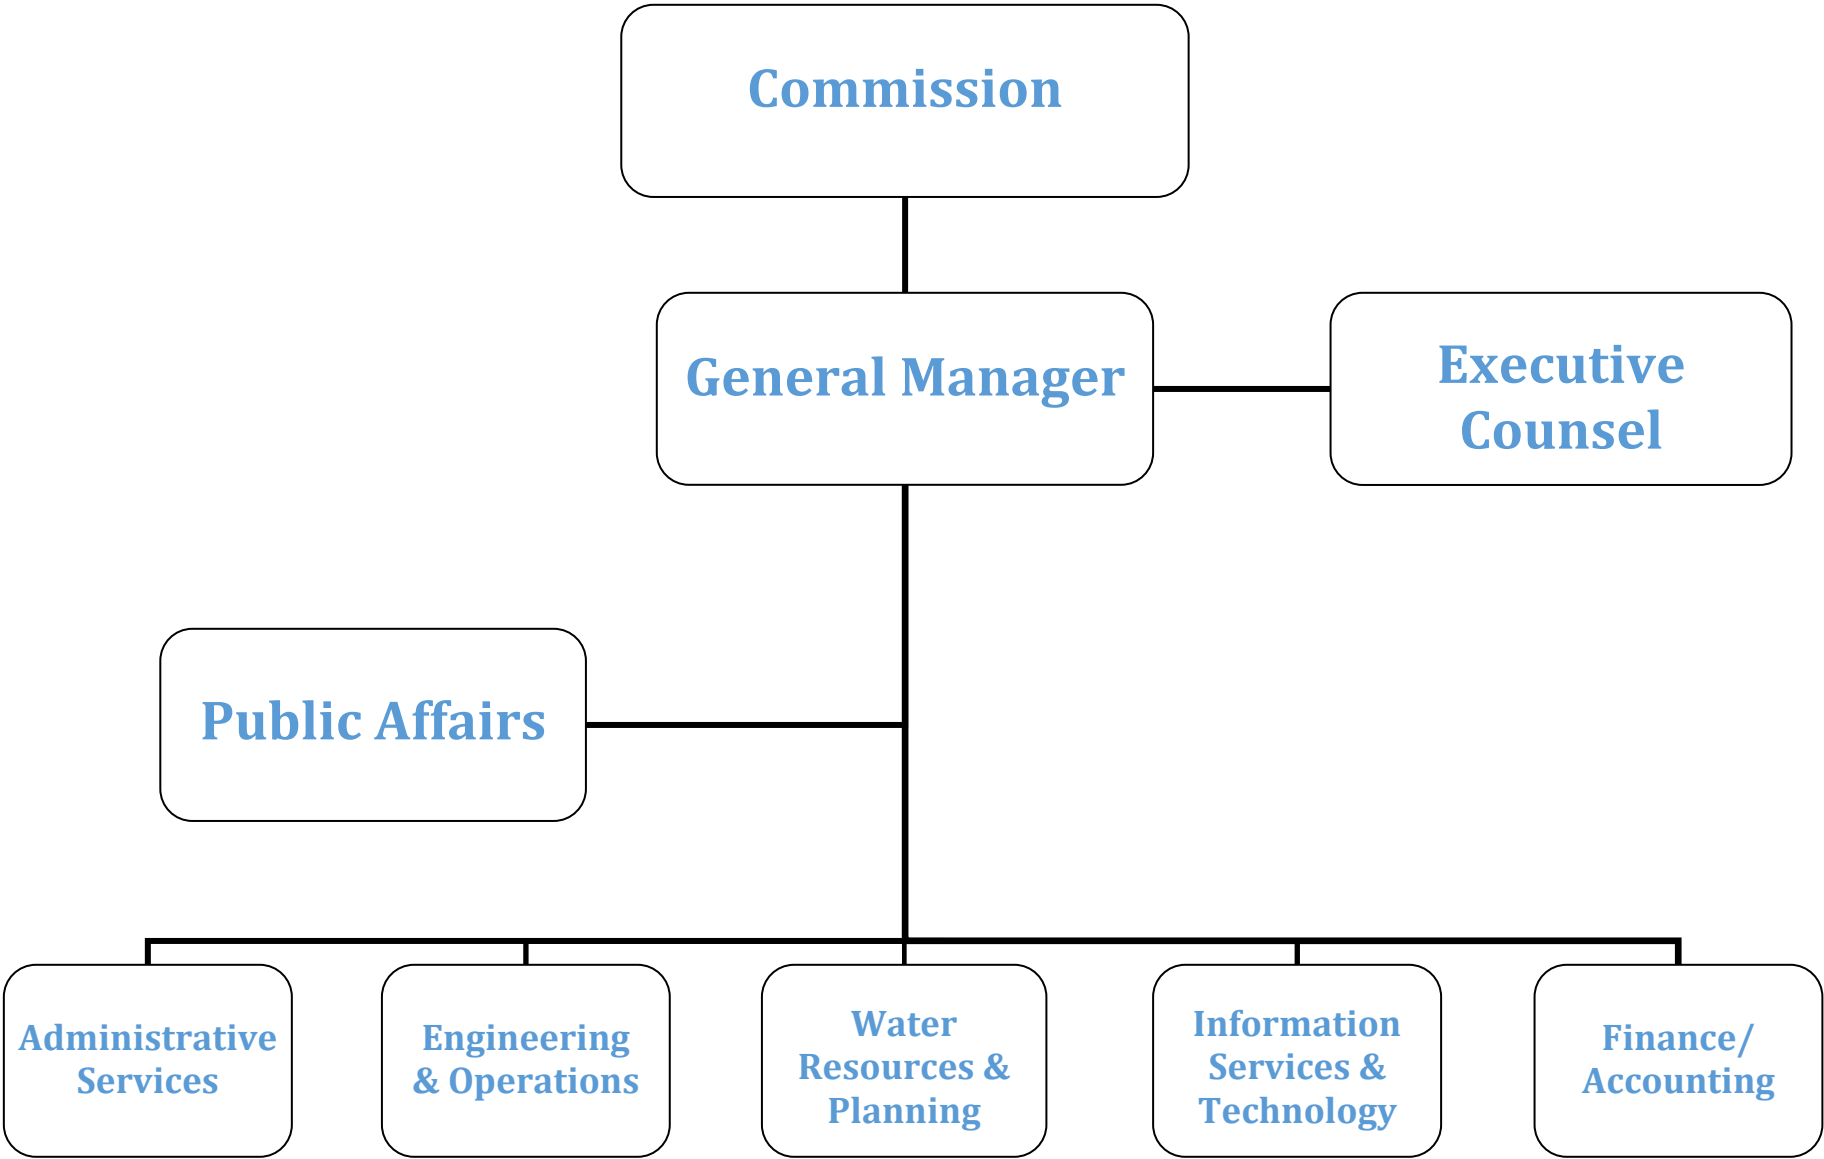 Commission
General Manager
Executive
Counsel
Public Affairs
Administrative
Services
Engineering
& Operations
Water
Resources &
Planning
Information
Services &
Technology
Finance/
Accounting